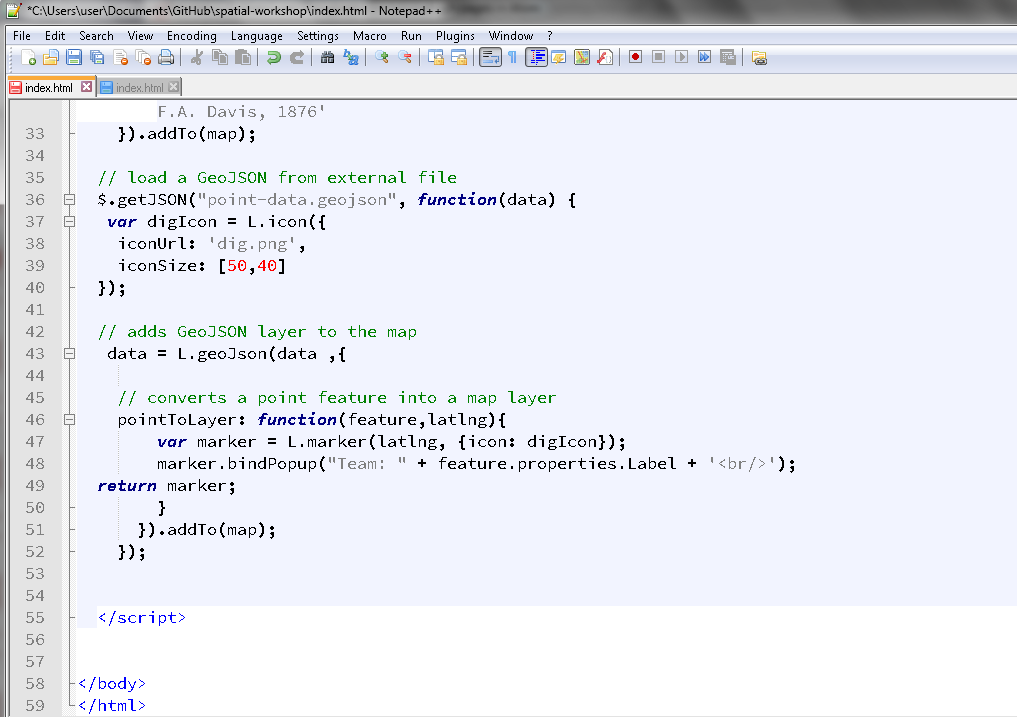 *C:\Users\user\Documents\GitHub\spatial-workshop\index.html - Notepad++
File Edit Search View Encoding Language Settings Macro Run Plugins Window ?
index.html index.html
F.A. Davis, 1876'
33 }).addTo(map);
34
35 // load a GeoJSON from external file
36 $.getJSON("point-data.geojson", function(data) {
37 var digIcon = L.icon({
38 iconUrl: 'dig.png',
39 iconSize: [50,40]
40 });
41
42 // adds GeoJSON layer to the map
43 data = L.geoJson(data ,{
44
45 // converts a point feature into a map layer
46 pointToLayer: function(feature,latlng){
47 var marker = L.marker(latlng, {icon: digIcon});
48 marker.bindPopup("Team: " + feature.properties.Label + '<br/>');
49 return marker;
50 }
51 }).addTo(map);
52 });
53
54
55 </script>
56
57
58 </body>
59 </html>